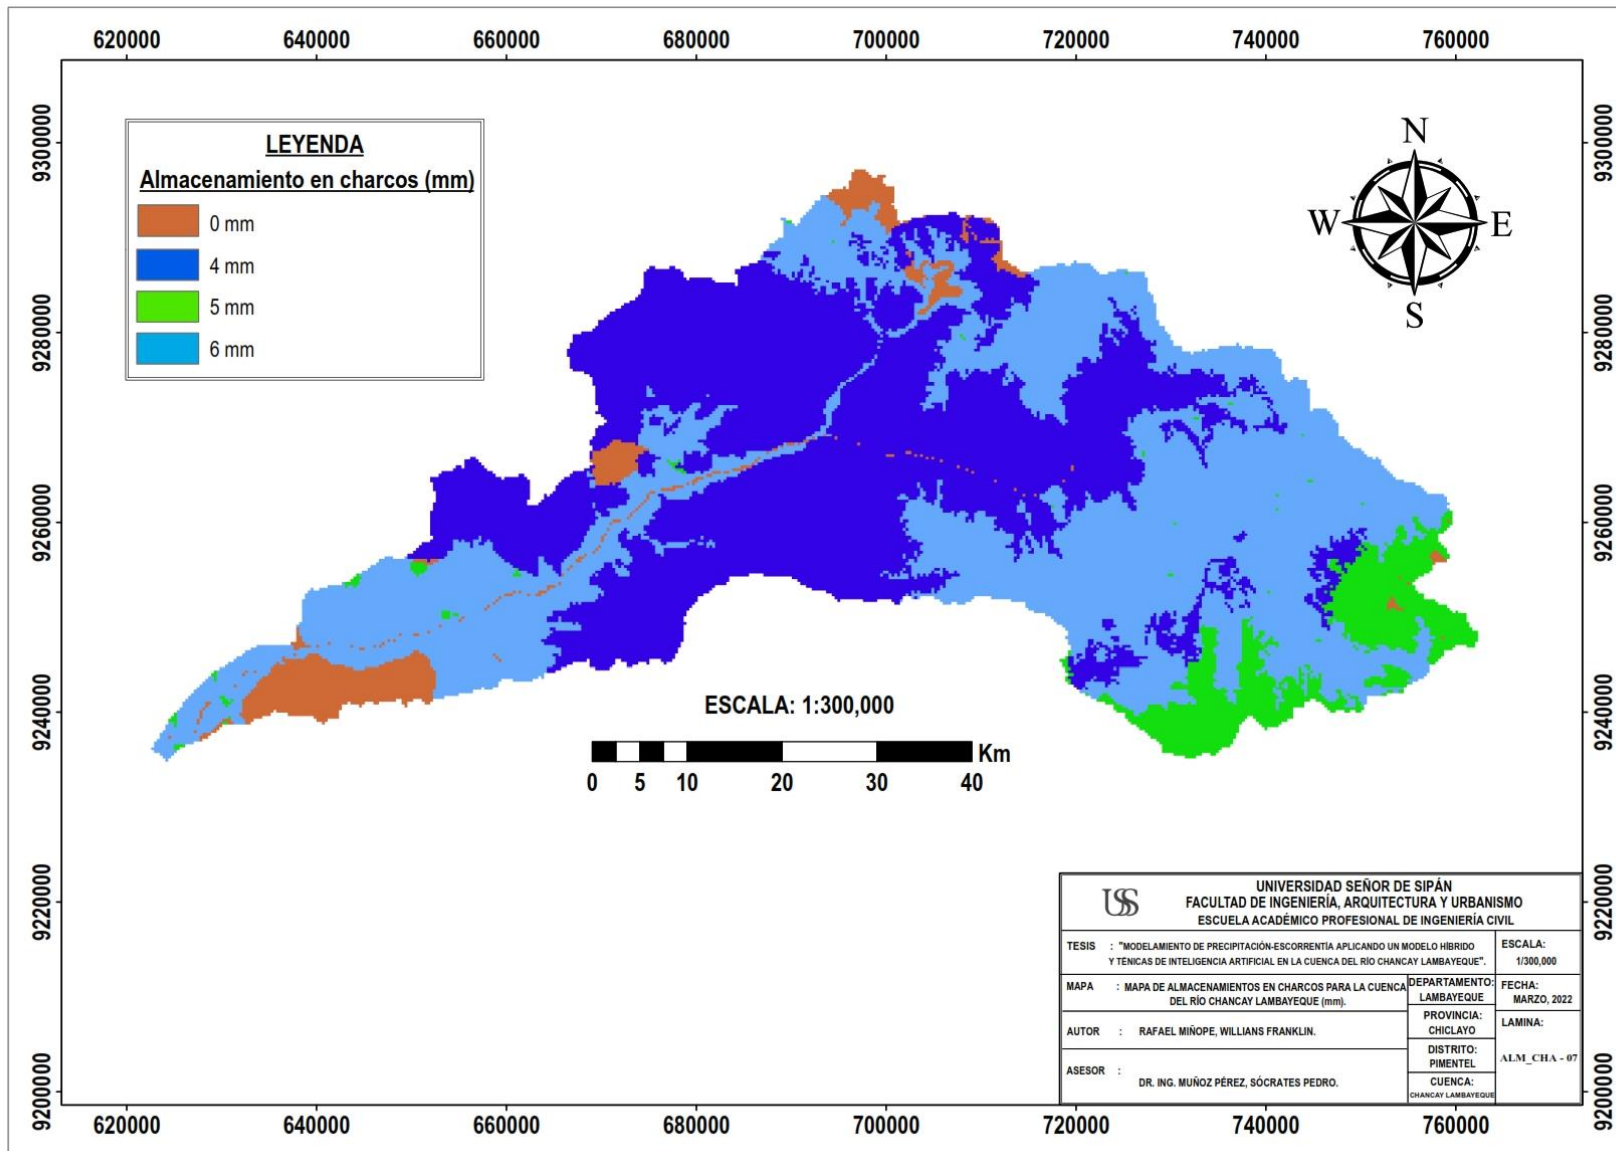 620000 640000 660000 680000 700000 720000 740000 760000
9300000
9280000
9260000
9240000
9220000
9200000
LEYENDA
Almacenamiento en charcos (mm)
0 mm
4 mm
5 mm
6 mm
N
W E
S
9300000
9280000
9260000
9240000
9220000
9200000
ESCALA: 1:300,000
Km
0 5 10 20 30 40
USS
UNIVERSIDAD SEÑOR DE SIPÁN
FACULTAD DE INGENIERÍA, ARQUITECTURA Y URBANISMO
ESCUELA ACADÉMICO PROFESIONAL DE INGENIERÍA CIVIL
TESIS : "MODELAMIENTO DE PRECIPITACIÓN-ESCORRENTÍA APLICANDO UN MODELO HÍBRIDO
Y TÉNICAS DE INTELIGENCIA ARTIFICIAL EN LA CUENCA DEL RÍO CHANCAY LAMBAYEQUE".
ESCALA:
1/300,000
MAPA : MAPA DE ALMACENAMIENTOS EN CHARCOS PARA LA CUENCA
DEL RÍO CHANCAY LAMBAYEQUE (mm).
DEPARTAMENTO:
LAMBAYEQUE
FECHA:
MARZO, 2022
AUTOR : RAFAEL MIÑOPE, WILLIANS FRANKLIN.
PROVINCIA:
CHICLAYO
LAMINA:
ALM_CHA - 07
ASESOR :
DR. ING. MUÑOZ PÉREZ, SÓCRATES PEDRO.
DISTRITO:
PIMENTEL
CUENCA:
CHANCAY LAMBAYEQUE
620000 640000 660000 680000 700000 720000 740000 760000